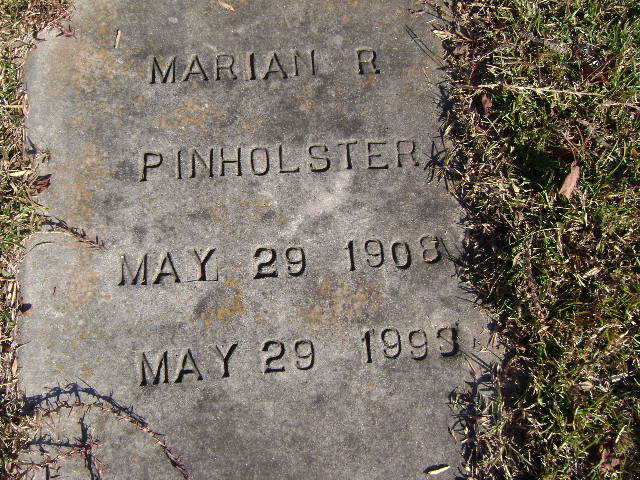 MARIAN R
PINHOLSTER
MAY 29 1908
MAY 29 1993